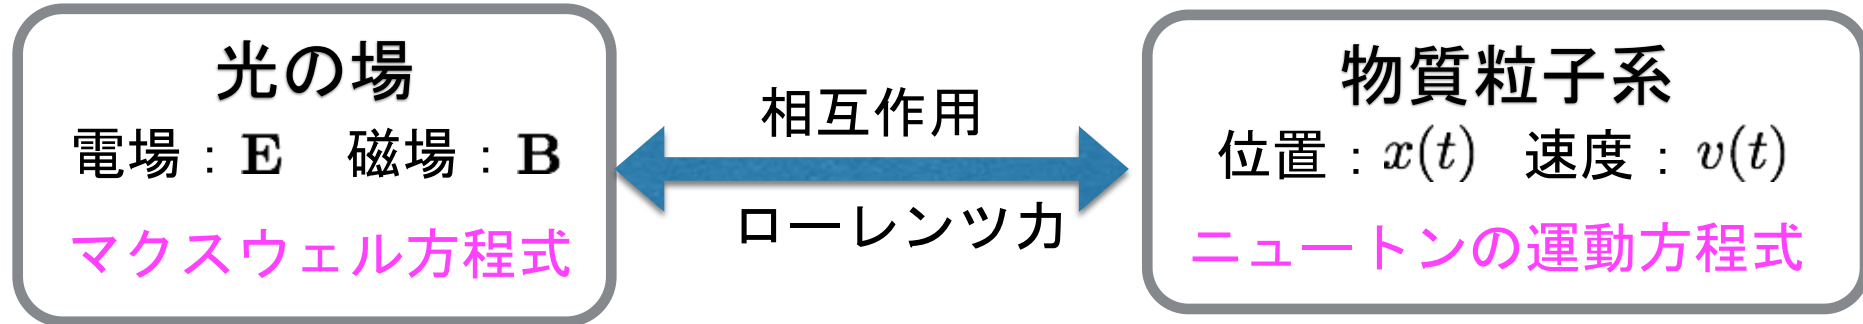 光の場
電場：E　磁場：B
マクスウェル方程式
相互作用
ローレンツ力
物質粒子系
位置：x(t)　速度：v(t)
ニュートンの運動方程式